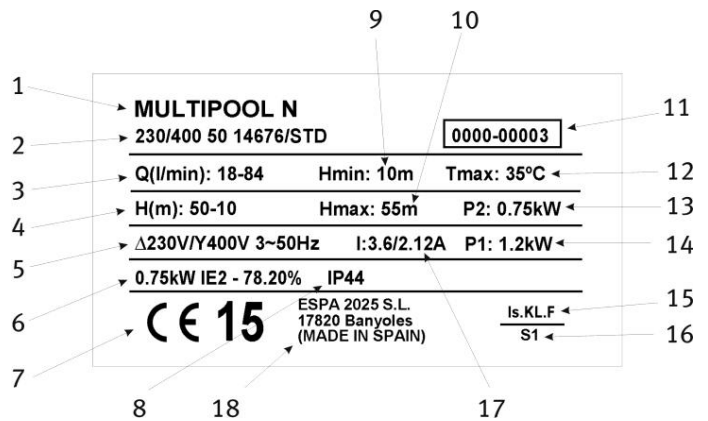 9 10
1 MULTIPOOL N
2 230/400 50 14676/STD 0000-00003 11
3 Q(l/min): 18-84 Hmin: 10m Tmax: 35ºC 12
4 H(m): 50-10 Hmax: 55m P2: 0.75kW 13
5 Δ230V/Y400V 3~50Hz I:3.6/2.12A P1: 1.2kW 14
6 0.75kW IE2 - 78.20% IP44
7 CE 15 ESPA 2025 S.L.
17820 Banyoles
(MADE IN SPAIN)
Is.KL.F 15
S1 16
8 18 17